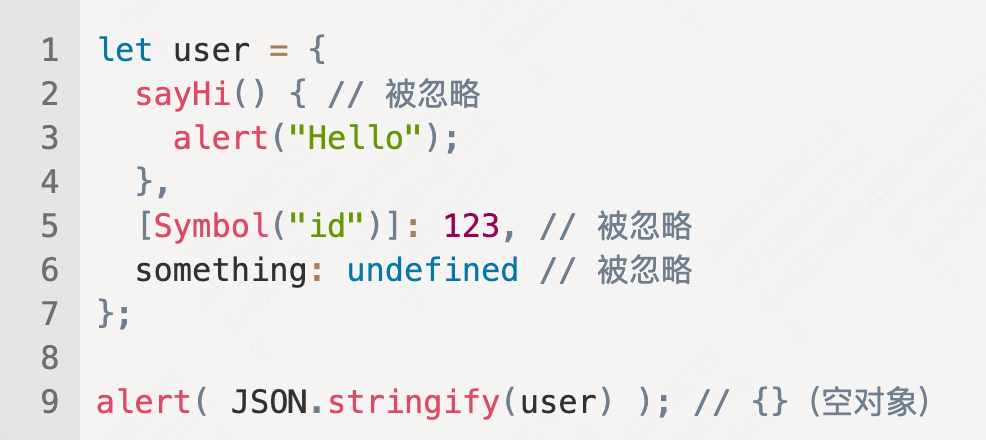 1 let user = {
2   sayHi() { // 被忽略
3     alert("Hello");
4   },
5   [Symbol("id")]: 123, // 被忽略
6   something: undefined // 被忽略
7 };
8
9 alert( JSON.stringify(user) ); // {}（空对象）